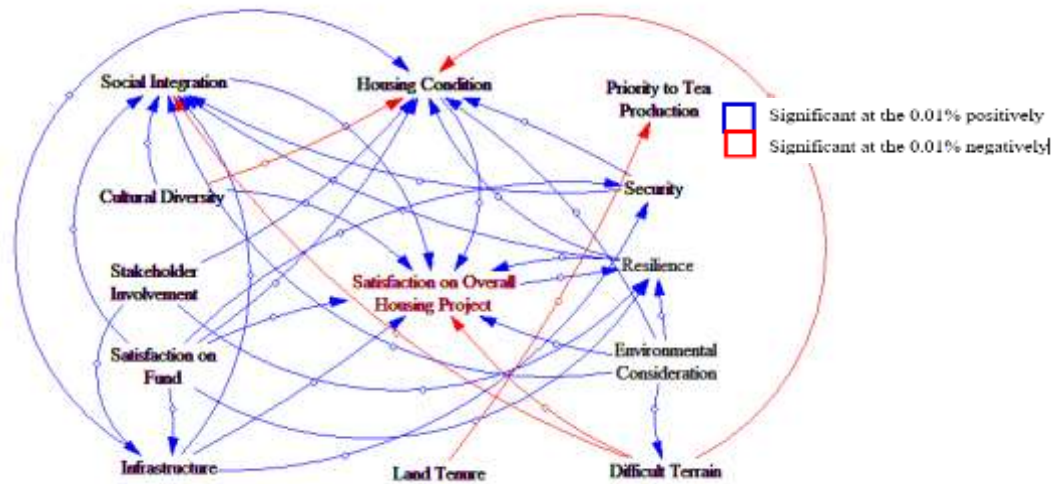 Social Integration
Housing Condition
Priority to Tea
Production
Significant at the 0.01% positively
Significant at the 0.01% negatively
Cultural Diversity
Security
Stakeholder
Involvement
Resilience
Satisfaction on Overall
Housing Project
Satisfaction on
Fund
Environmental
Consideration
Infrastructure
Land Tenure
Difficult Terrain